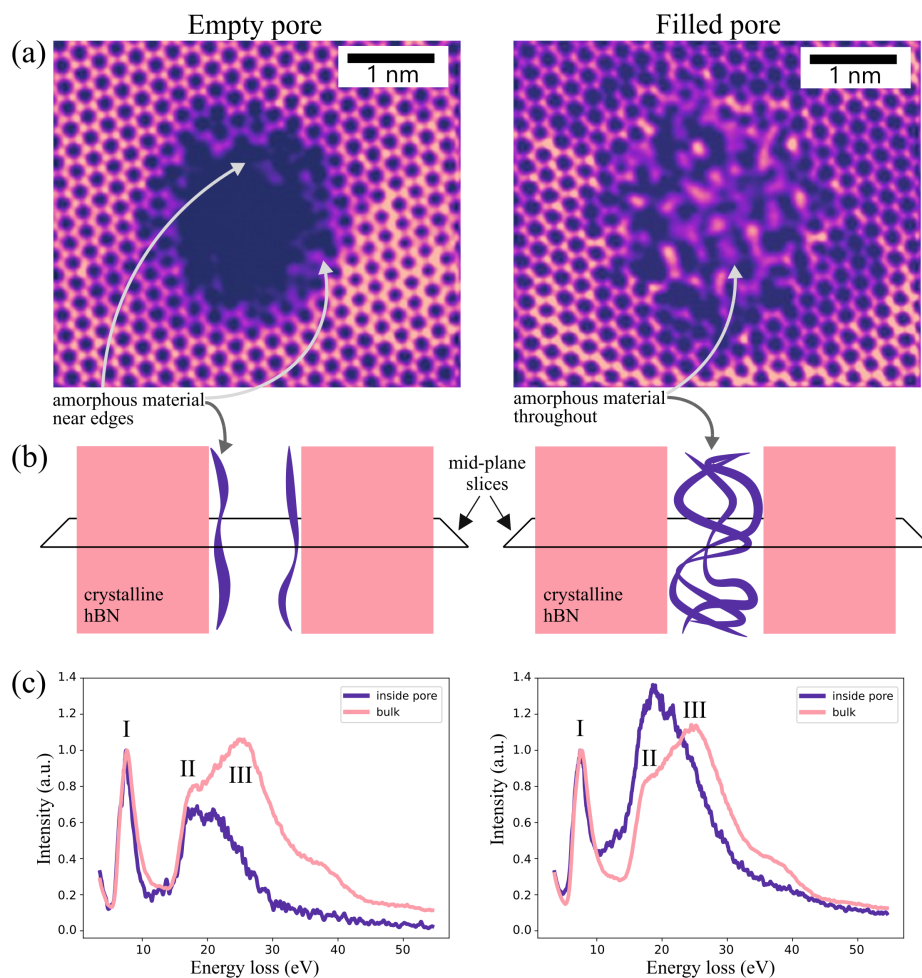 Empty pore
Filled pore
(a)
1 nm
1 nm
amorphous material
near edges
amorphous material
throughout
(b)
mid-plane
slices
crystalline
hBN
crystalline
hBN
(c)
1.4
1.2
1.0
0.8
0.6
0.4
0.2
0.0
Intensity (a.u.)
I
II
III
inside pore
bulk
10
20
30
40
50
Energy loss (eV)
1.4
1.2
1.0
0.8
0.6
0.4
0.2
0.0
Intensity (a.u.)
I
II
III
inside pore
bulk
10
20
30
40
50
Energy loss (eV)